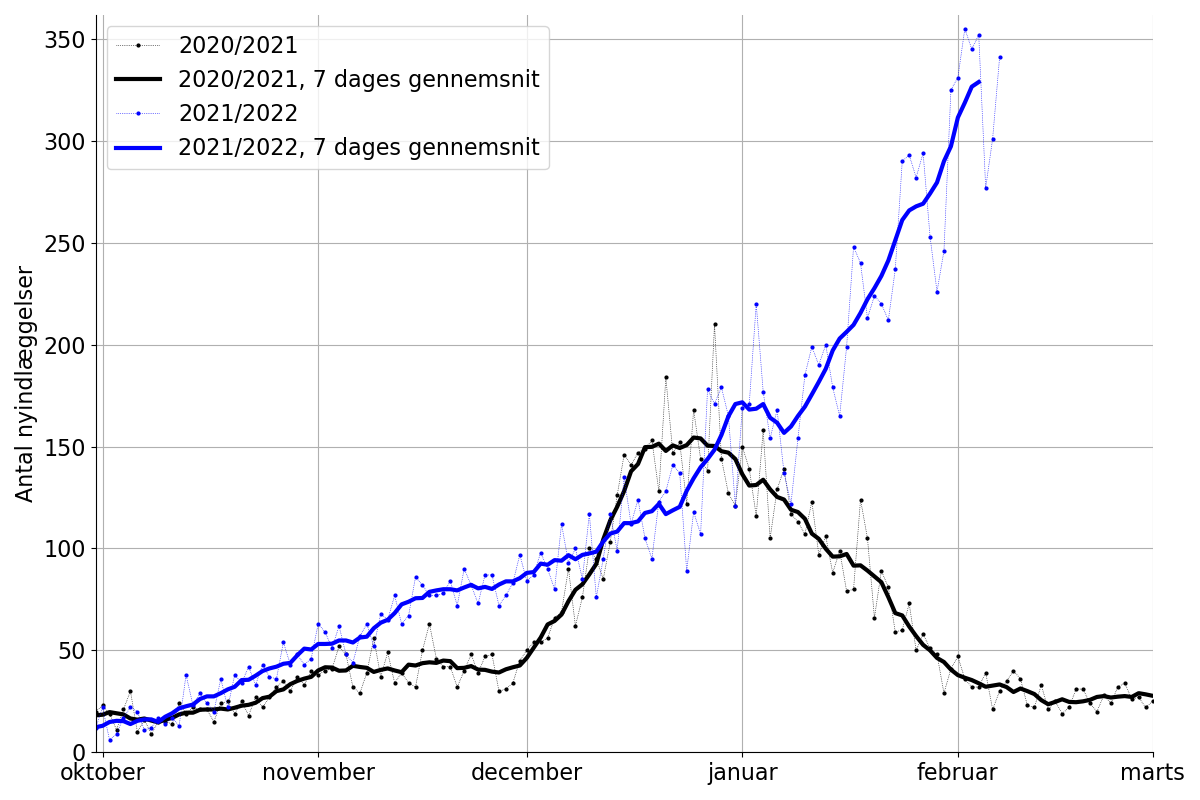 350
300
250
200
150
100
50
0
Antal nyindlæggelser
2020/2021
2020/2021, 7 dages gennemsnit
2021/2022
2021/2022, 7 dages gennemsnit
oktober november december januar februar marts